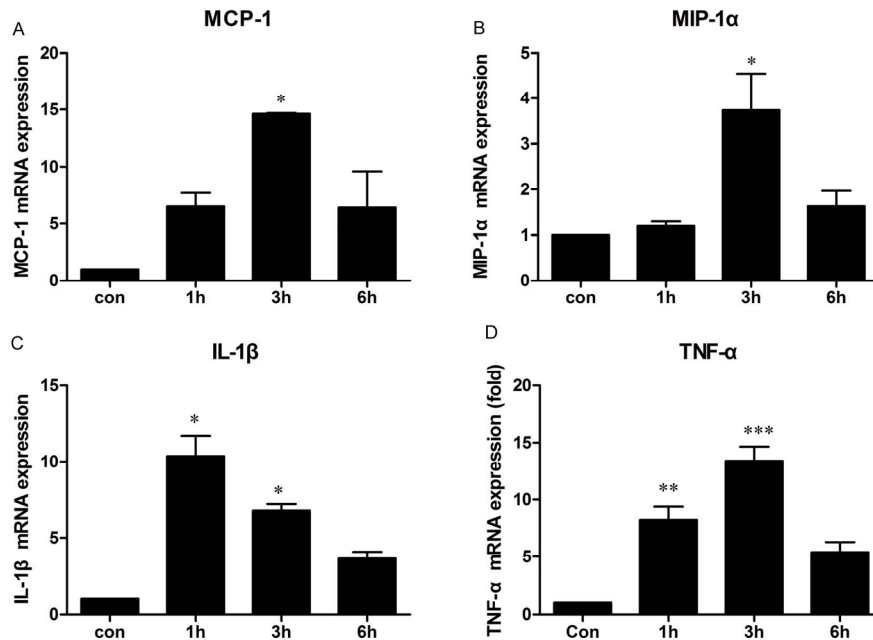 A
MCP-1
MCP-1 mRNA expression
20
15
10
5
0
*
con 1h 3h 6h
B
MIP-1α
MIP-1α mRNA expression
5
4
3
2
1
0
*
con 1h 3h 6h
C
IL-1β
IL-1β mRNA expression
15
10
5
0
*
*
con 1h 3h 6h
D
TNF-α
TNF-α mRNA expression (fold)
20
15
10
5
0
**
***
Con 1h 3h 6h